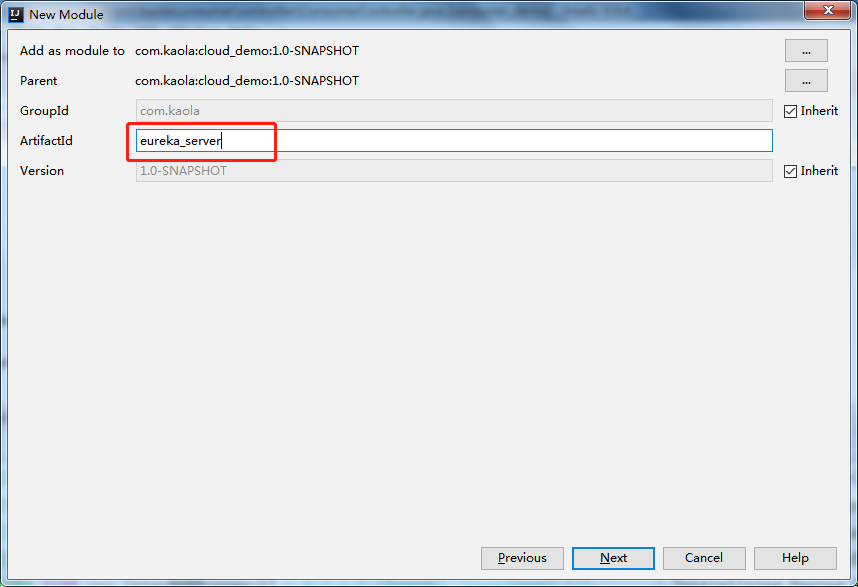 New Module
Add as module to com.kaola:cloud_demo:1.0-SNAPSHOT ...
Parent com.kaola:cloud_demo:1.0-SNAPSHOT ...
GroupId com.kaola Inherit
ArtifactId eureka_server
Version 1.0-SNAPSHOT Inherit
Previous Next Cancel Help